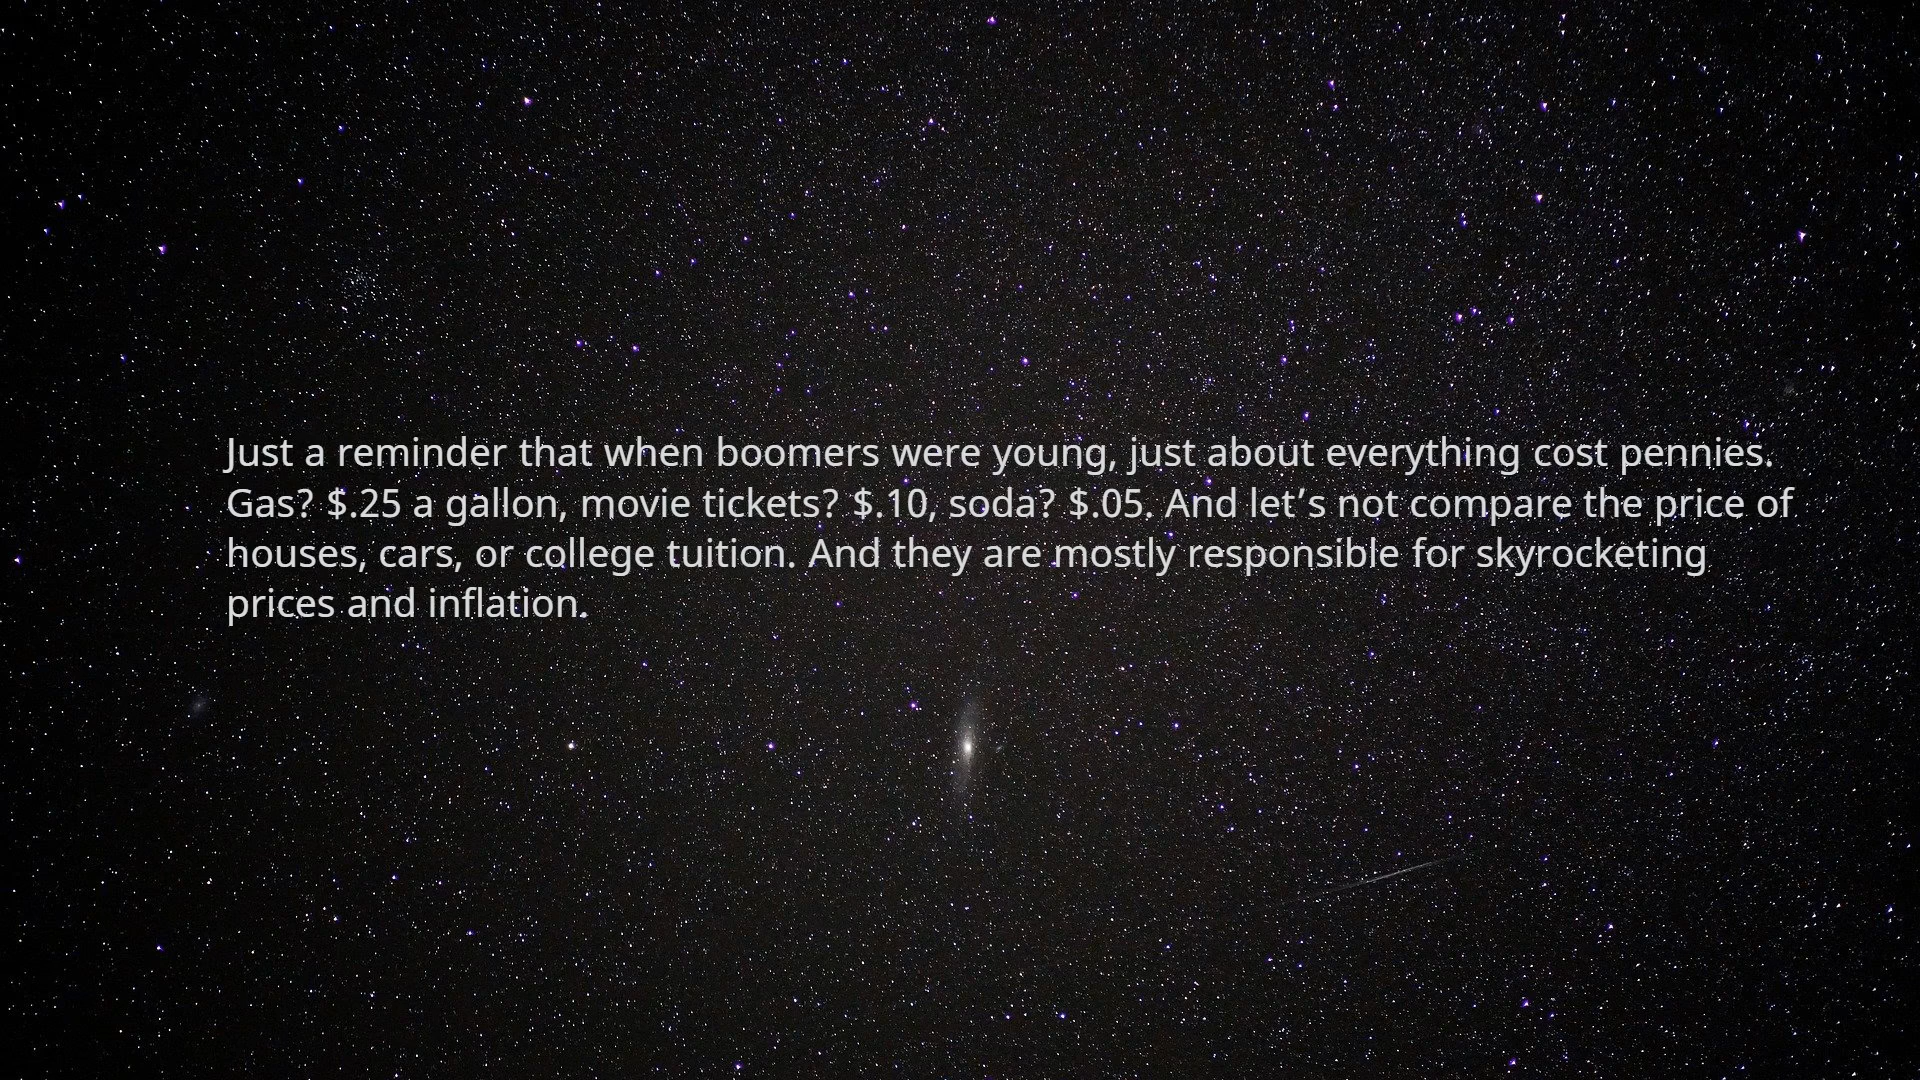 Just a reminder that when boomers were young, just about everything cost pennies.
Gas? $.25 a gallon, movie tickets? $.10, soda? $.05. And let’s not compare the price of
houses, cars, or college tuition. And they are mostly responsible for skyrocketing
prices and inflation.